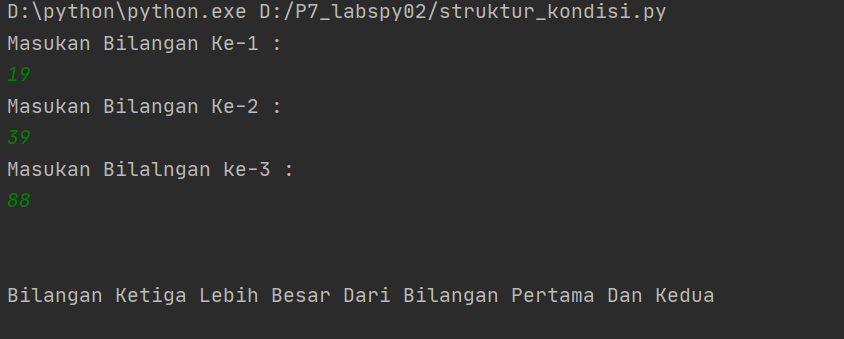 D:\python\python.exe D:/P7_labspy02/struktur_kondisi.py
Masukan Bilangan Ke-1 :
19
Masukan Bilangan Ke-2 :
39
Masukan Bilalngan ke-3 :
88
Bilangan Ketiga Lebih Besar Dari Bilangan Pertama Dan Kedua